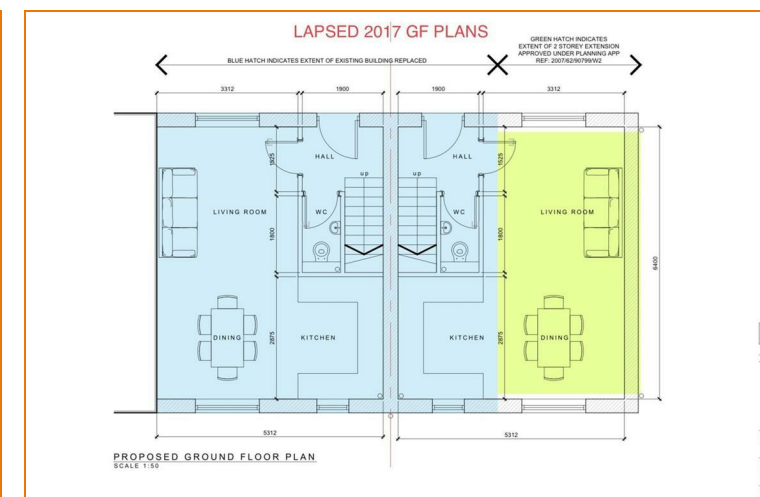 LAPSED 2017 GF PLANS
GREEN HATCH INDICATES
EXTENT OF 2 STOREY EXTENSION
APPROVED UNDER PLANNING APP
REF: 2007/62/90799/W2
BLUE HATCH INDICATES EXTENT OF EXISTING BUILDING REPLACED
3312
1900
1900
3312
HALL
HALL
1525
1525
up
up
LIVING ROOM
WC
WC
LIVING ROOM
1800
1800
6400
DINING
KITCHEN
KITCHEN
DINING
2875
2875
5312
5312
PROPOSED GROUND FLOOR PLAN
SCALE 1:50